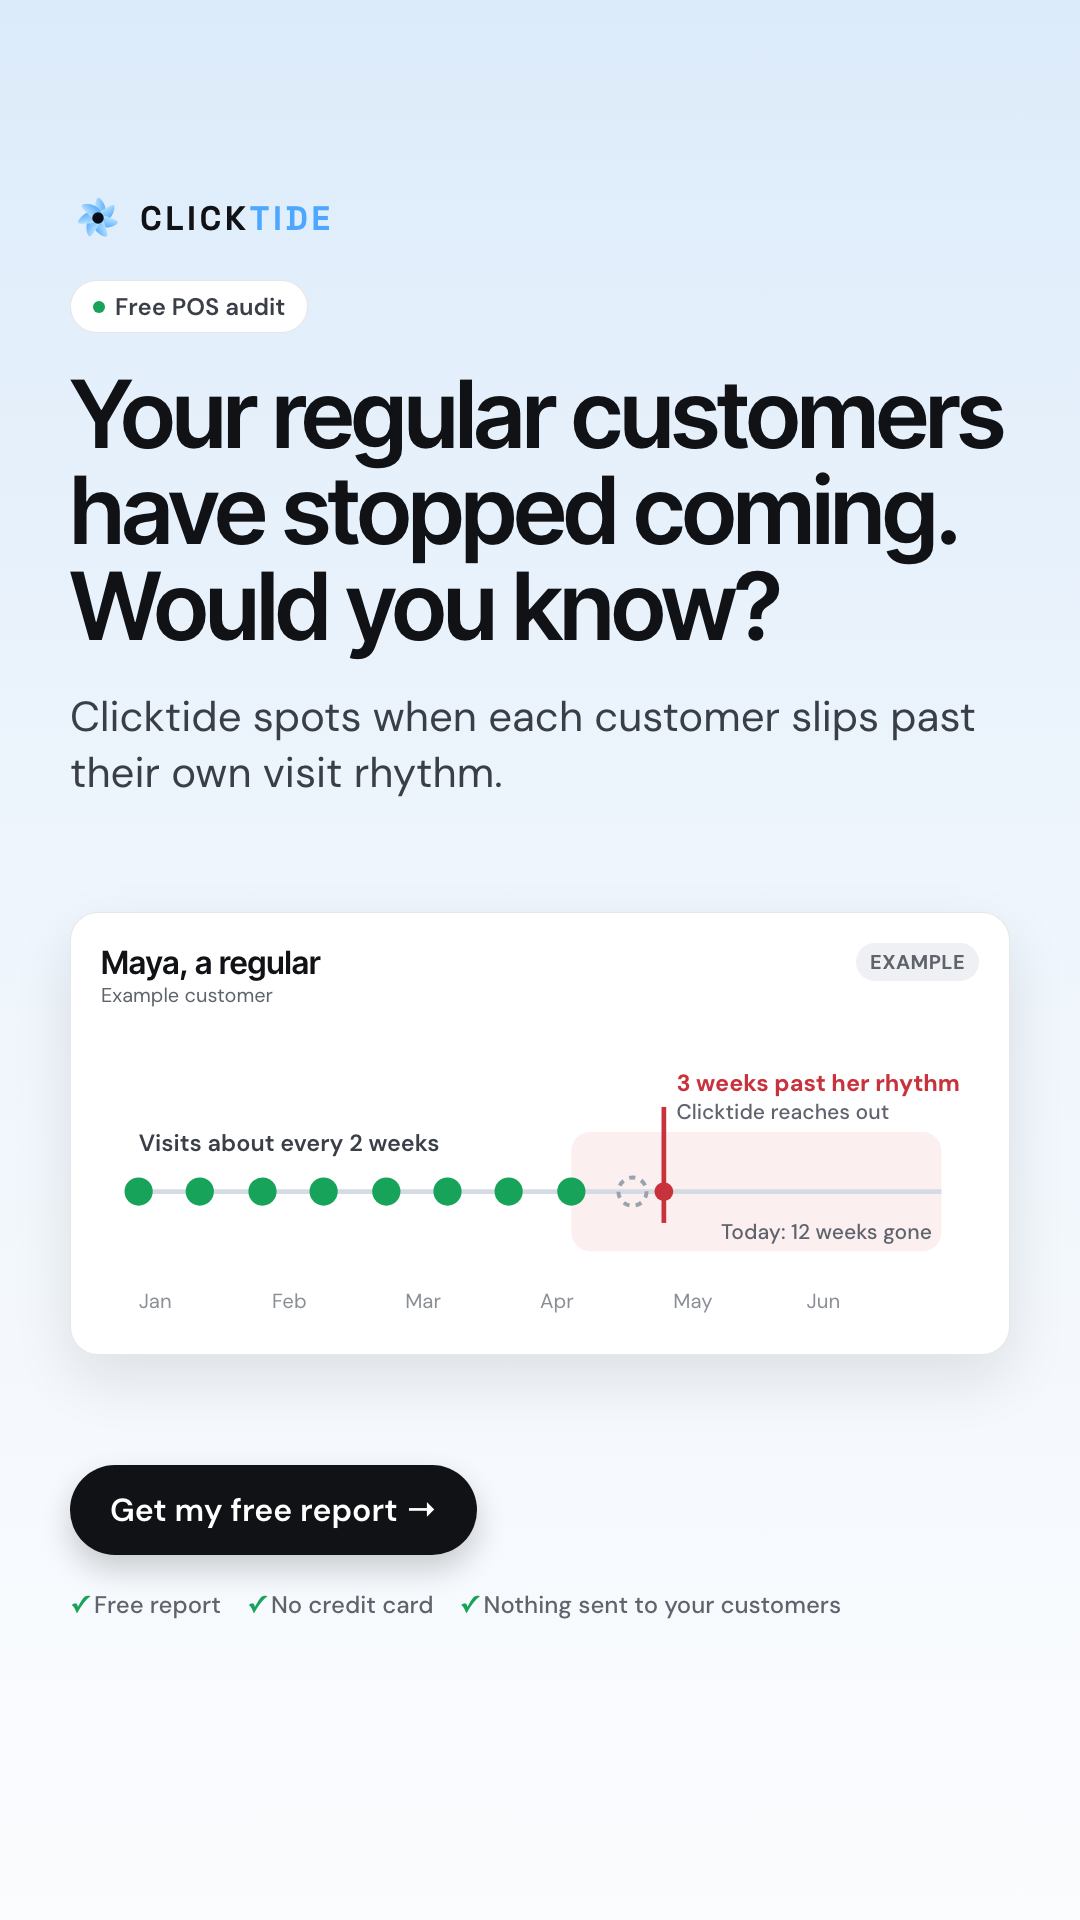 CLICKTIDE
Free POS audit
Your regular customers
have stopped coming.
Would you know?
Clicktide spots when each customer slips past
their own visit rhythm.
Maya, a regular
EXAMPLE
Example customer
3 weeks past her rhythm
Clicktide reaches out
Visits about every 2 weeks
Today: 12 weeks gone
Jan Feb Mar Apr May Jun
Get my free report →
✓ Free report ✓ No credit card ✓ Nothing sent to your customers